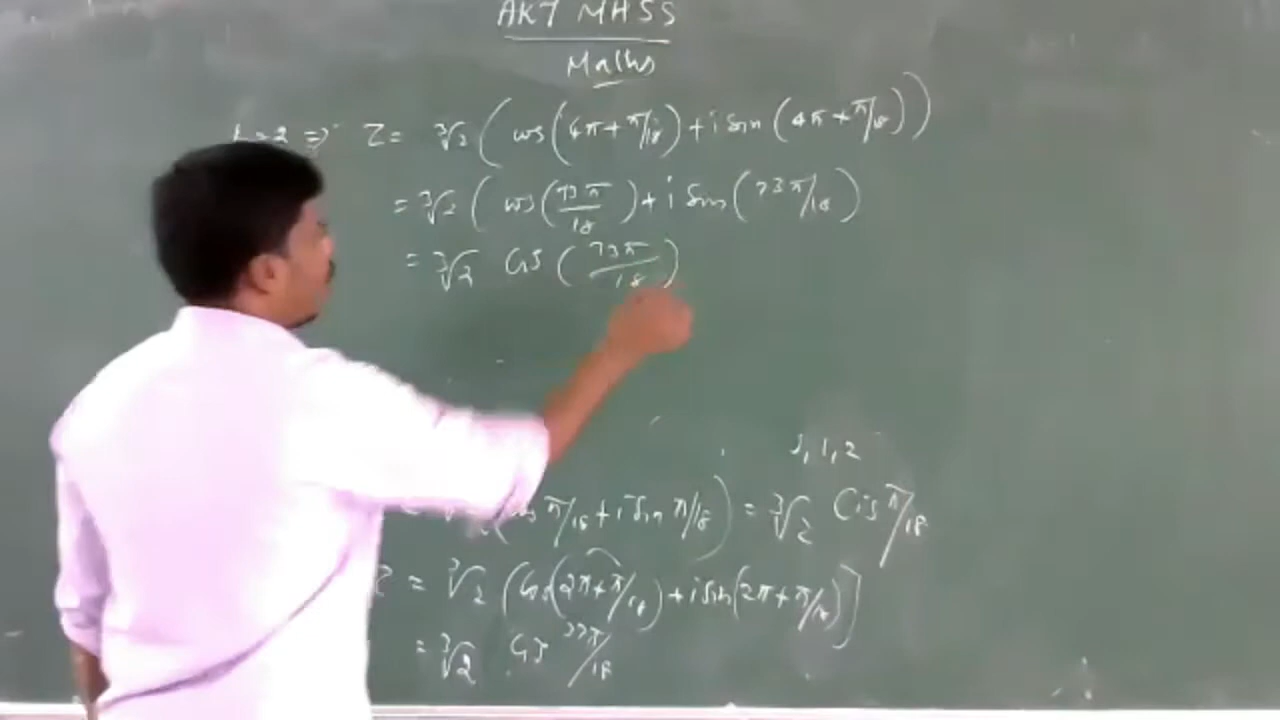 AKT MHSS
Maths
k=2 ⇒ Z= ∛2 (cos(4π+π/18)+i sin(4π+π/18))
= ∛2 (cos(73π/18)+i sin(73π/18)
= ∛2 cis(73π/18)
1, 2
cos π/18+i sin π/18) = ∛2 Cis π/18
Z = ∛2 (cos(2π+π/18)+i sin(2π+π/18)]
= ∛2 cis π/18